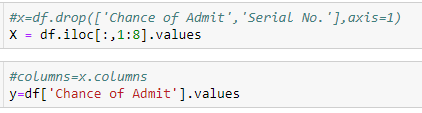 #x=df.drop(['Chance of Admit','Serial No.'],axis=1)
X = df.iloc[:,1:8].values
#columns=x.columns
y=df['Chance of Admit'].values